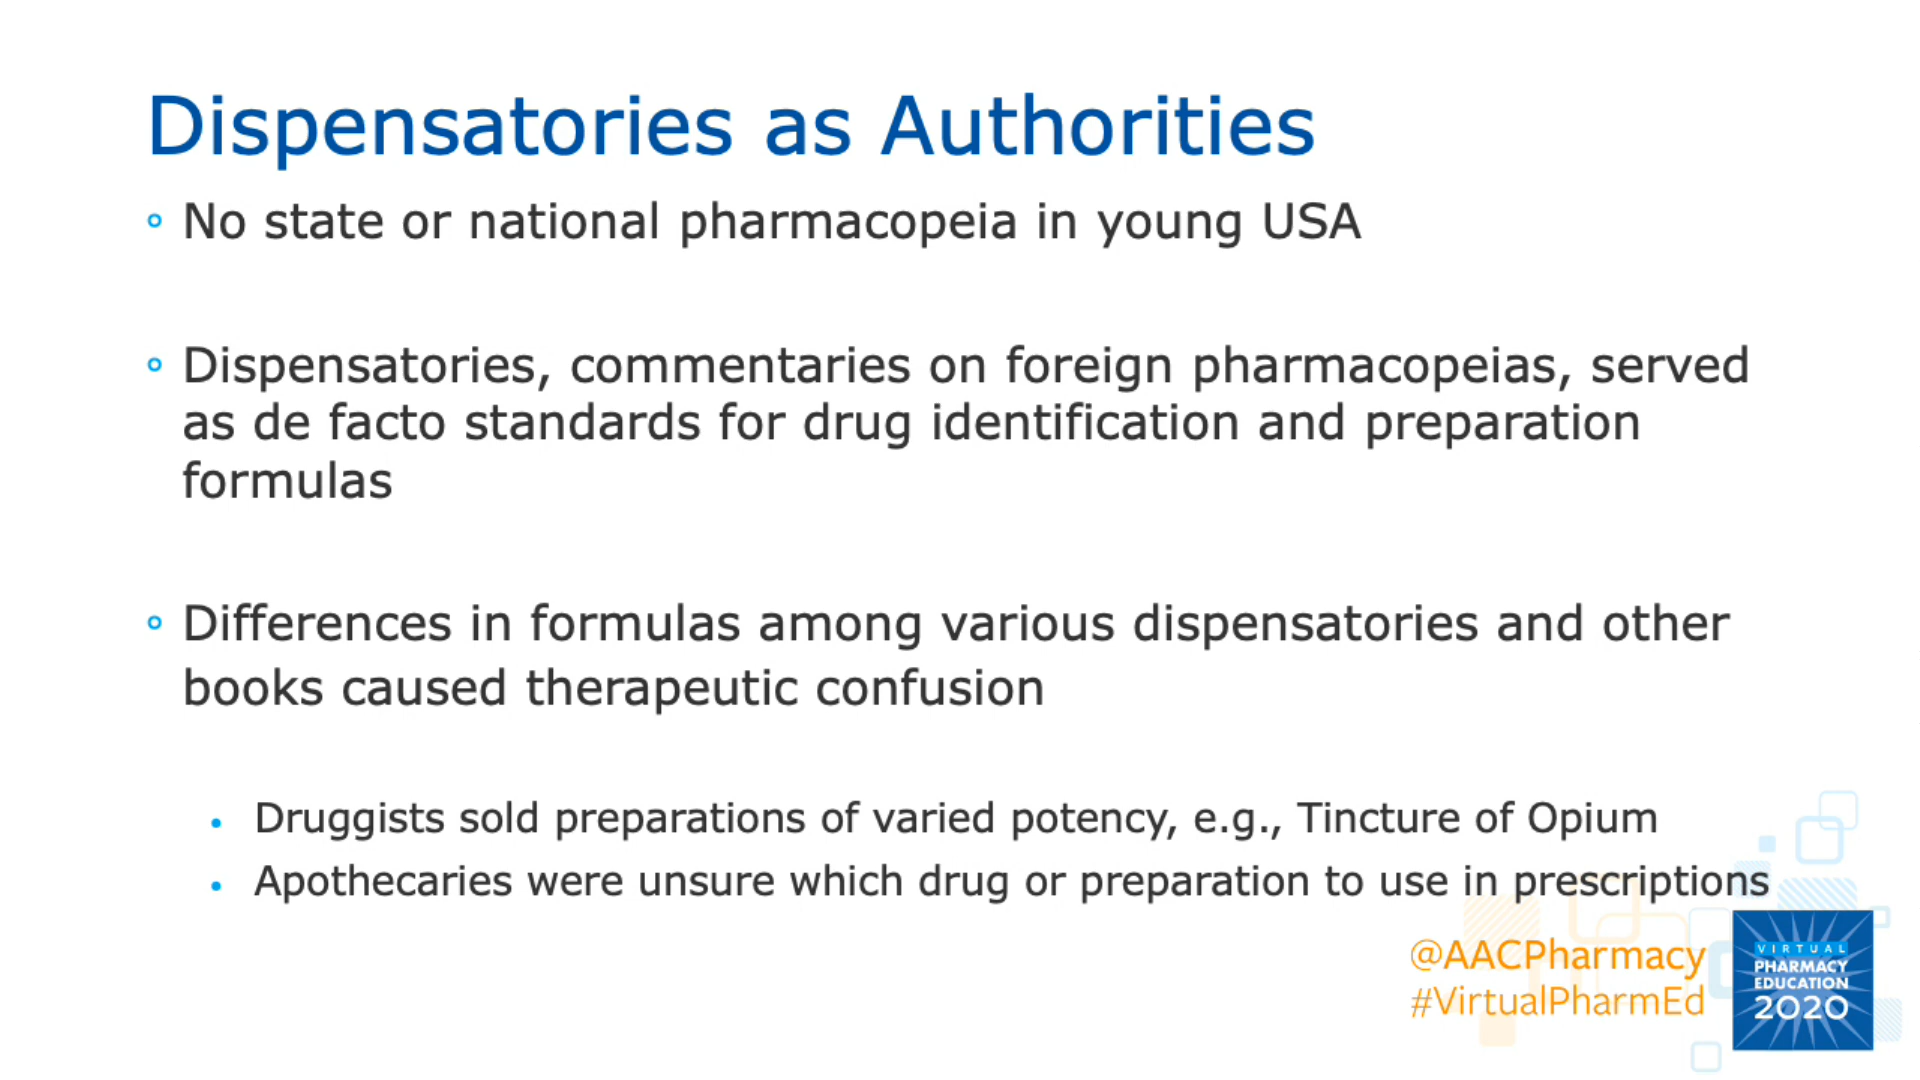 Dispensatories as Authorities
No state or national pharmacopeia in young USA
Dispensatories, commentaries on foreign pharmacopeias, served
as de facto standards for drug identification and preparation
formulas
Differences in formulas among various dispensatories and other
books caused therapeutic confusion
Druggists sold preparations of varied potency, e.g., Tincture of Opium
Apothecaries were unsure which drug or preparation to use in prescriptions
@AACPharmacy
#VirtualPharmEd
VIRTUAL
PHARMACY
EDUCATION
2020